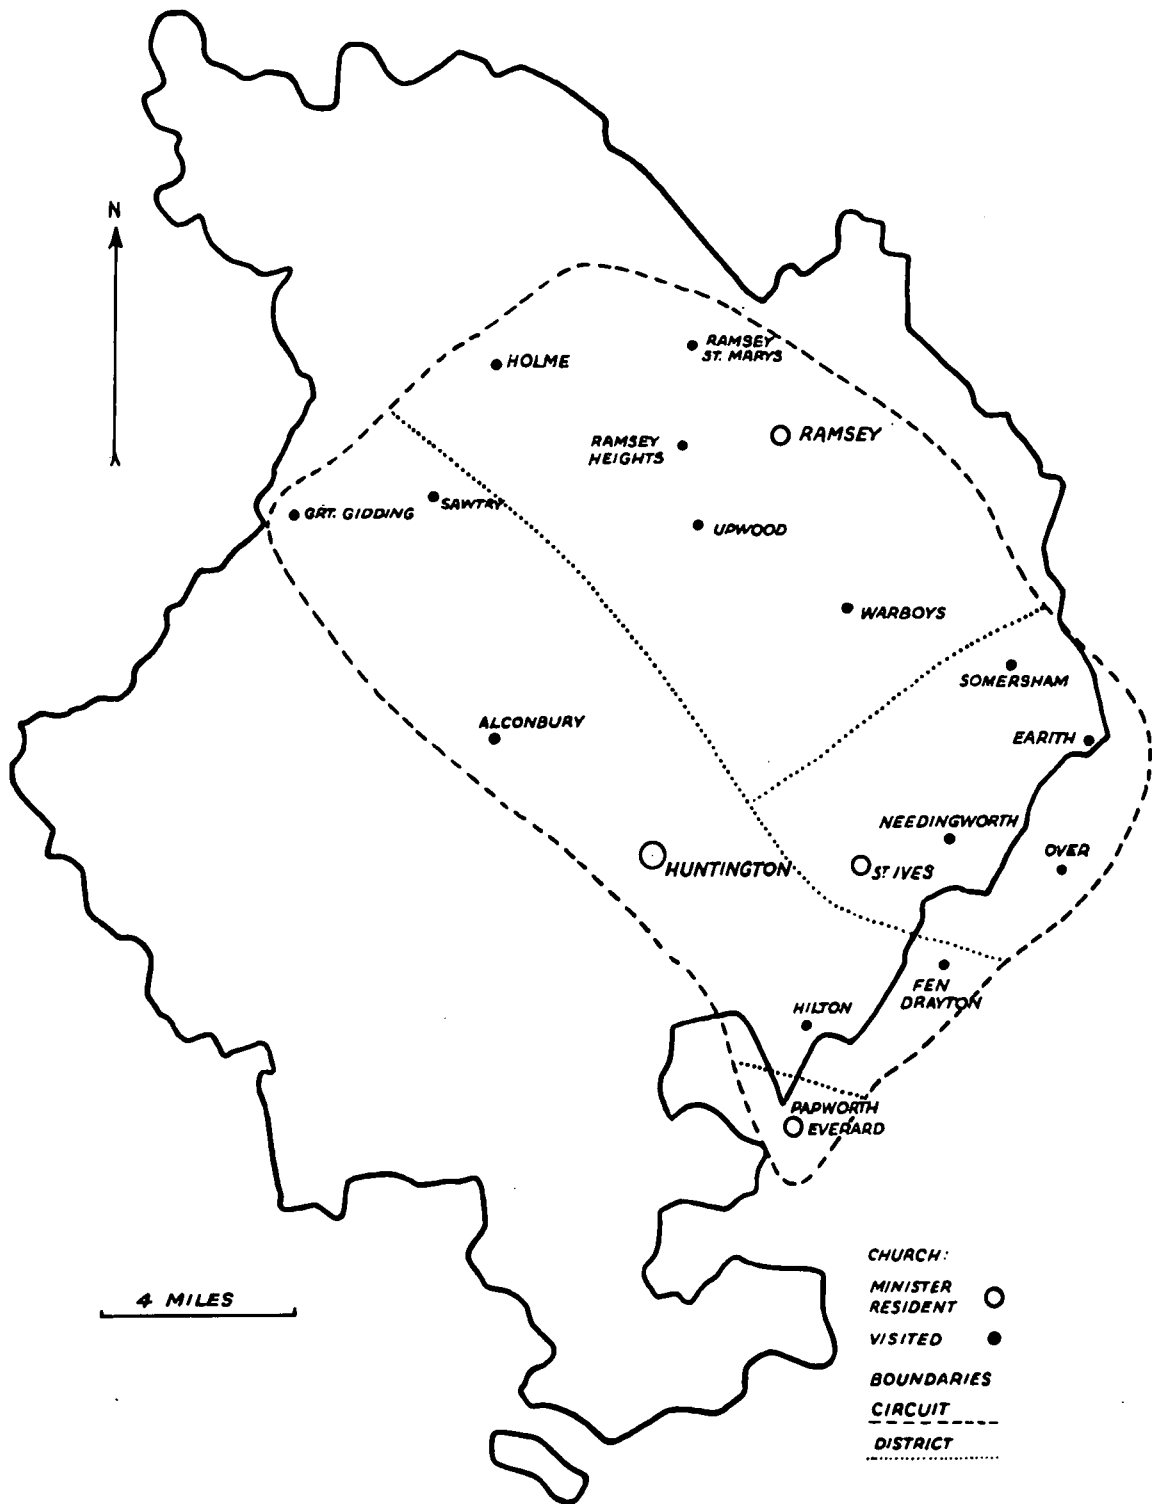 N
RAMSEY
ST. MARYS
HOLME
RAMSEY
RAMSEY
HEIGHTS
SAWTRY
GRT. GIDDING
UPWOOD
WARBOYS
SOMERSHAM
ALCONBURY
EARITH
NEEDINGWORTH
OVER
HUNTINGTON
ST IVES
FEN
DRAYTON
HILTON
PAPWORTH
EVERARD
CHURCH:
MINISTER
RESIDENT
VISITED
BOUNDARIES
CIRCUIT
DISTRICT
4 MILES